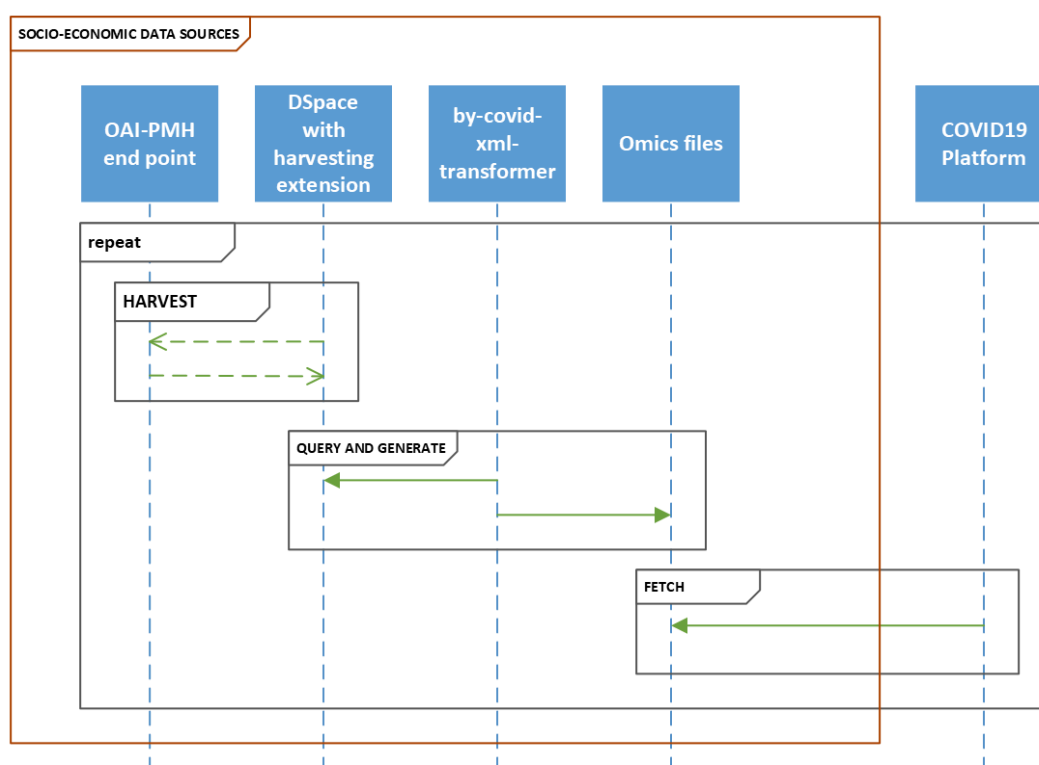 SOCIO-ECONOMIC DATA SOURCES
OAI-PMH
end point
DSpace
with
harvesting
extension
by-covid-
xml-
transformer
Omics files
COVID19
Platform
repeat
HARVEST
QUERY AND GENERATE
FETCH